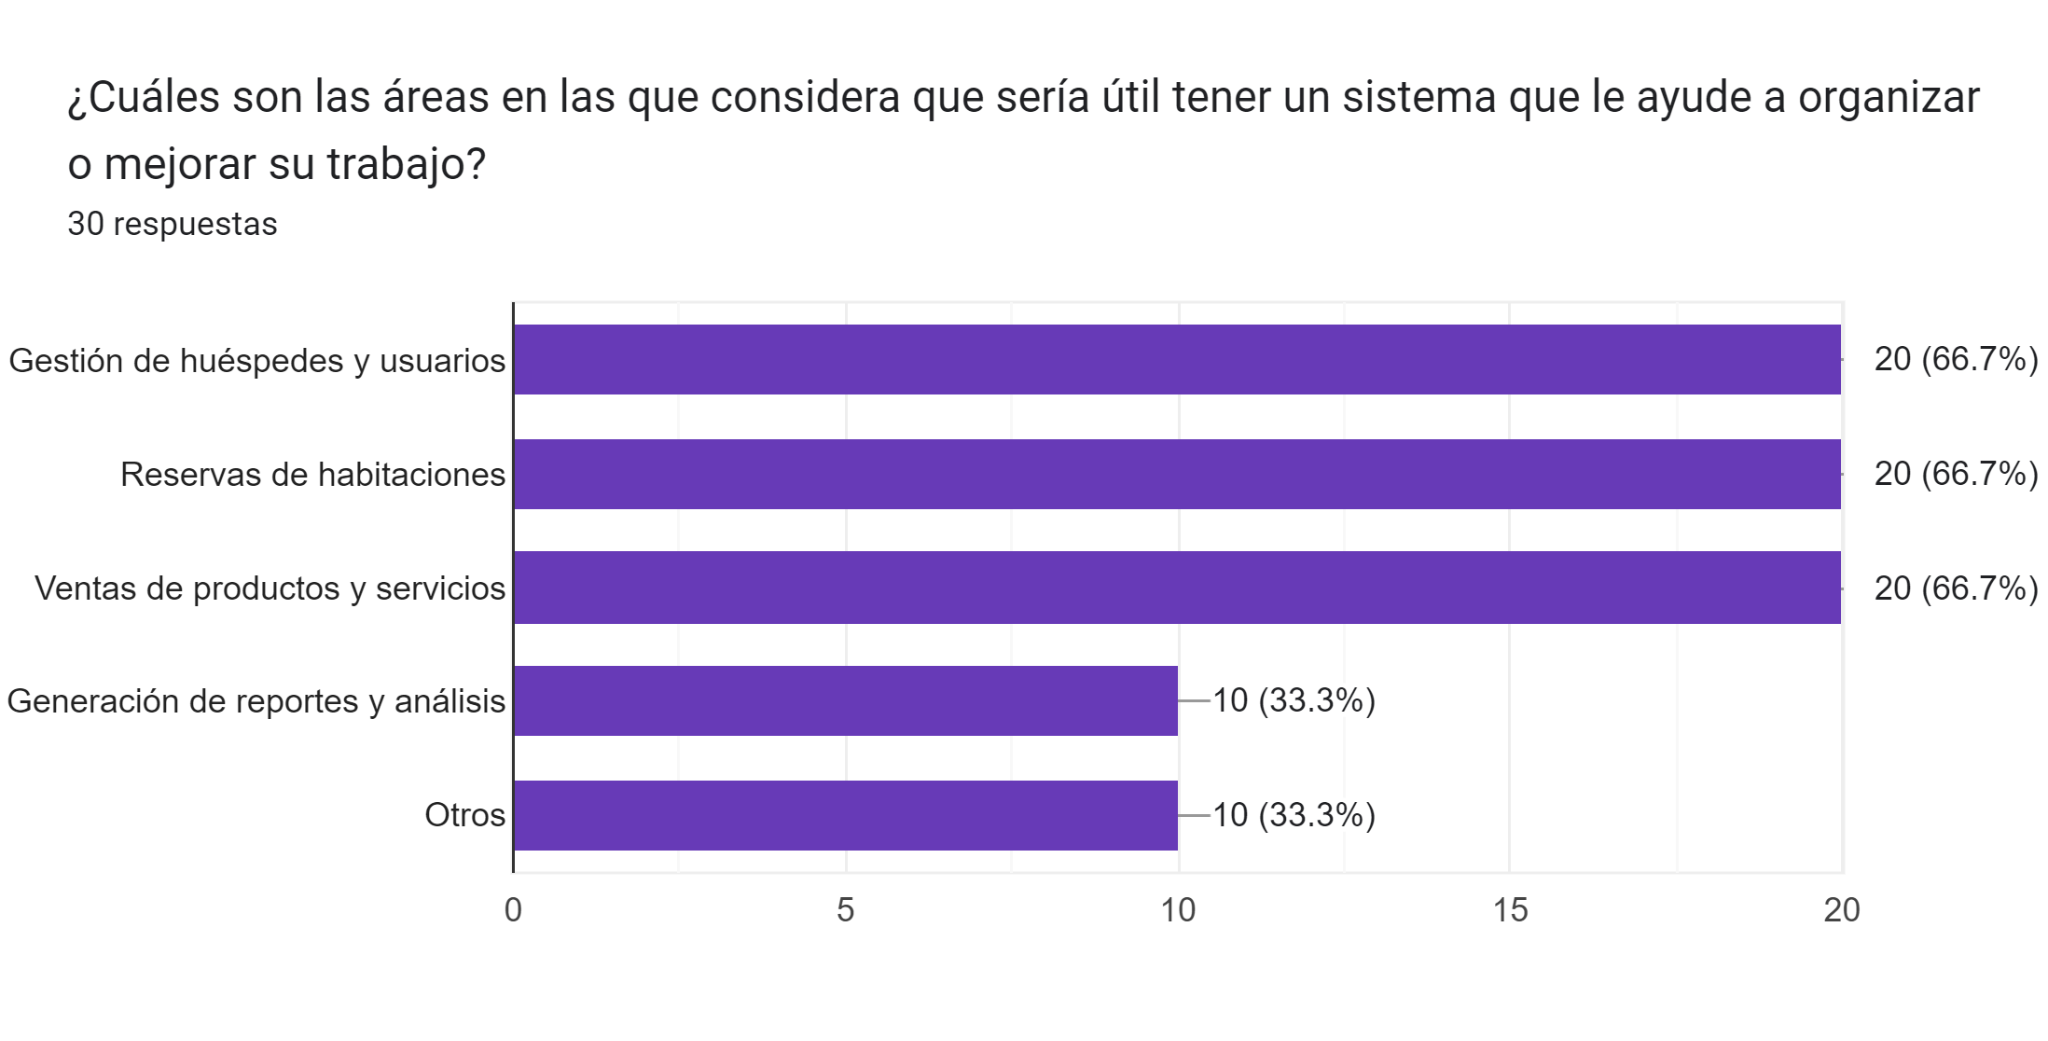 ¿Cuáles son las áreas en las que considera que sería útil tener un sistema que le ayude a organizar
o mejorar su trabajo?
30 respuestas
Gestión de huéspedes y usuarios 20 (66.7%)
Reservas de habitaciones 20 (66.7%)
Ventas de productos y servicios 20 (66.7%)
Generación de reportes y análisis 10 (33.3%)
Otros 10 (33.3%)
0 5 10 15 20